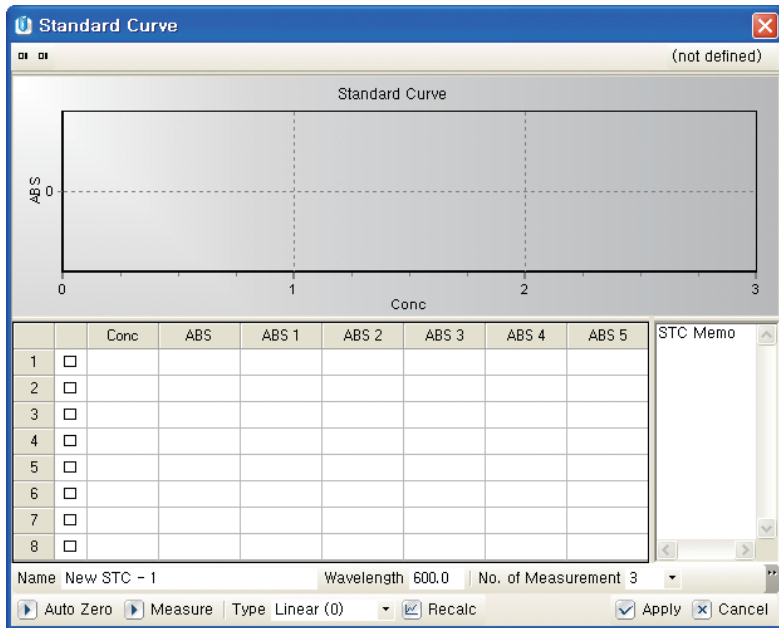 Standard Curve
(not defined)
Standard Curve
ABS
0
0 1 2 3
Conc
Conc ABS ABS 1 ABS 2 ABS 3 ABS 4 ABS 5 STC Memo
1
2
3
4
5
6
7
8
Name New STC - 1 Wavelength 600.0 No. of Measurement 3
Auto Zero Measure Type Linear (0) Recalc Apply Cancel